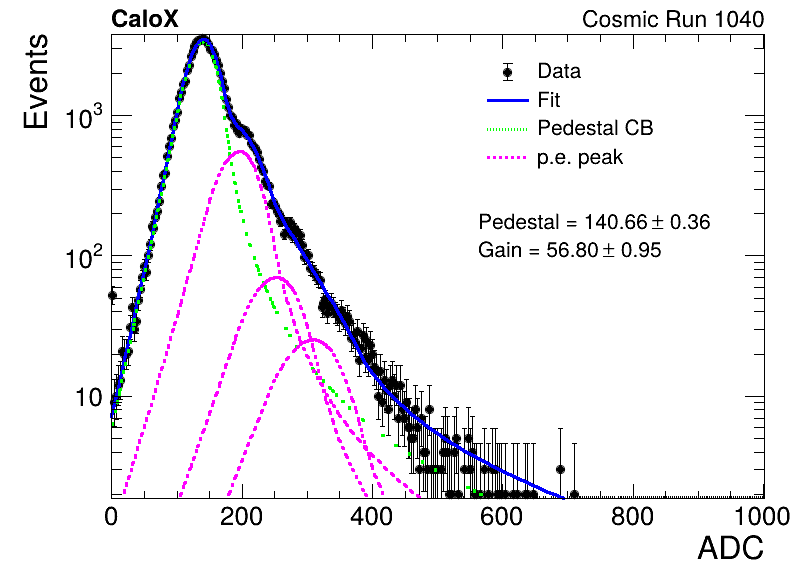 CaloX Cosmic Run 1040
Events
10³
10²
10
Data
Fit
Pedestal CB
p.e. peak
Pedestal = 140.66 ± 0.36
Gain = 56.80 ± 0.95
0 200 400 600 800 1000
ADC